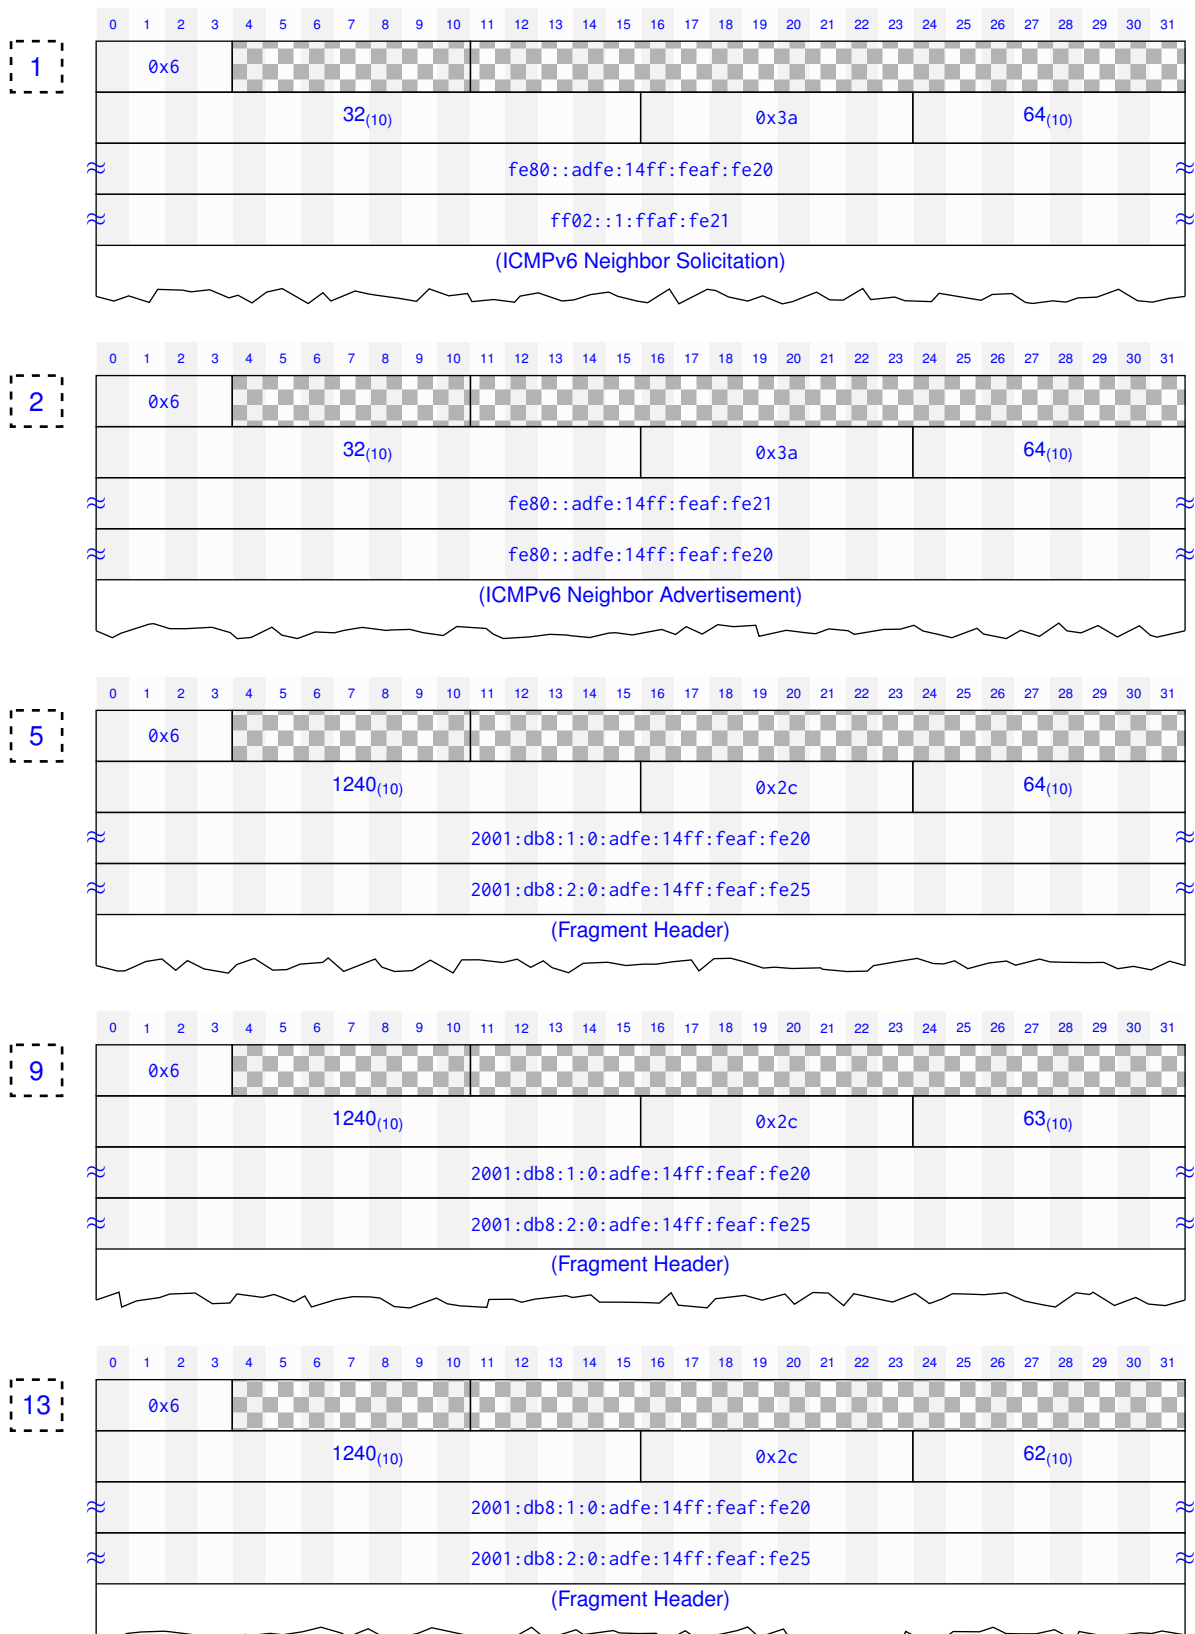 0 1 2 3 4 5 6 7 8 9 10 11 12 13 14 15 16 17 18 19 20 21 22 23 24 25 26 27 28 29 30 31
1 0x6
32(10) 0x3a 64(10)
≈ fe80::adfe:14ff:feaf:fe20 ≈
≈ ff02::1:ffaf:fe21 ≈
(ICMPv6 Neighbor Solicitation)
0 1 2 3 4 5 6 7 8 9 10 11 12 13 14 15 16 17 18 19 20 21 22 23 24 25 26 27 28 29 30 31
2 0x6
32(10) 0x3a 64(10)
≈ fe80::adfe:14ff:feaf:fe21 ≈
≈ fe80::adfe:14ff:feaf:fe20 ≈
(ICMPv6 Neighbor Advertisement)
0 1 2 3 4 5 6 7 8 9 10 11 12 13 14 15 16 17 18 19 20 21 22 23 24 25 26 27 28 29 30 31
5 0x6
1240(10) 0x2c 64(10)
≈ 2001:db8:1:0:adfe:14ff:feaf:fe20 ≈
≈ 2001:db8:2:0:adfe:14ff:feaf:fe25 ≈
(Fragment Header)
0 1 2 3 4 5 6 7 8 9 10 11 12 13 14 15 16 17 18 19 20 21 22 23 24 25 26 27 28 29 30 31
9 0x6
1240(10) 0x2c 63(10)
≈ 2001:db8:1:0:adfe:14ff:feaf:fe20 ≈
≈ 2001:db8:2:0:adfe:14ff:feaf:fe25 ≈
(Fragment Header)
0 1 2 3 4 5 6 7 8 9 10 11 12 13 14 15 16 17 18 19 20 21 22 23 24 25 26 27 28 29 30 31
13 0x6
1240(10) 0x2c 62(10)
≈ 2001:db8:1:0:adfe:14ff:feaf:fe20 ≈
≈ 2001:db8:2:0:adfe:14ff:feaf:fe25 ≈
(Fragment Header)